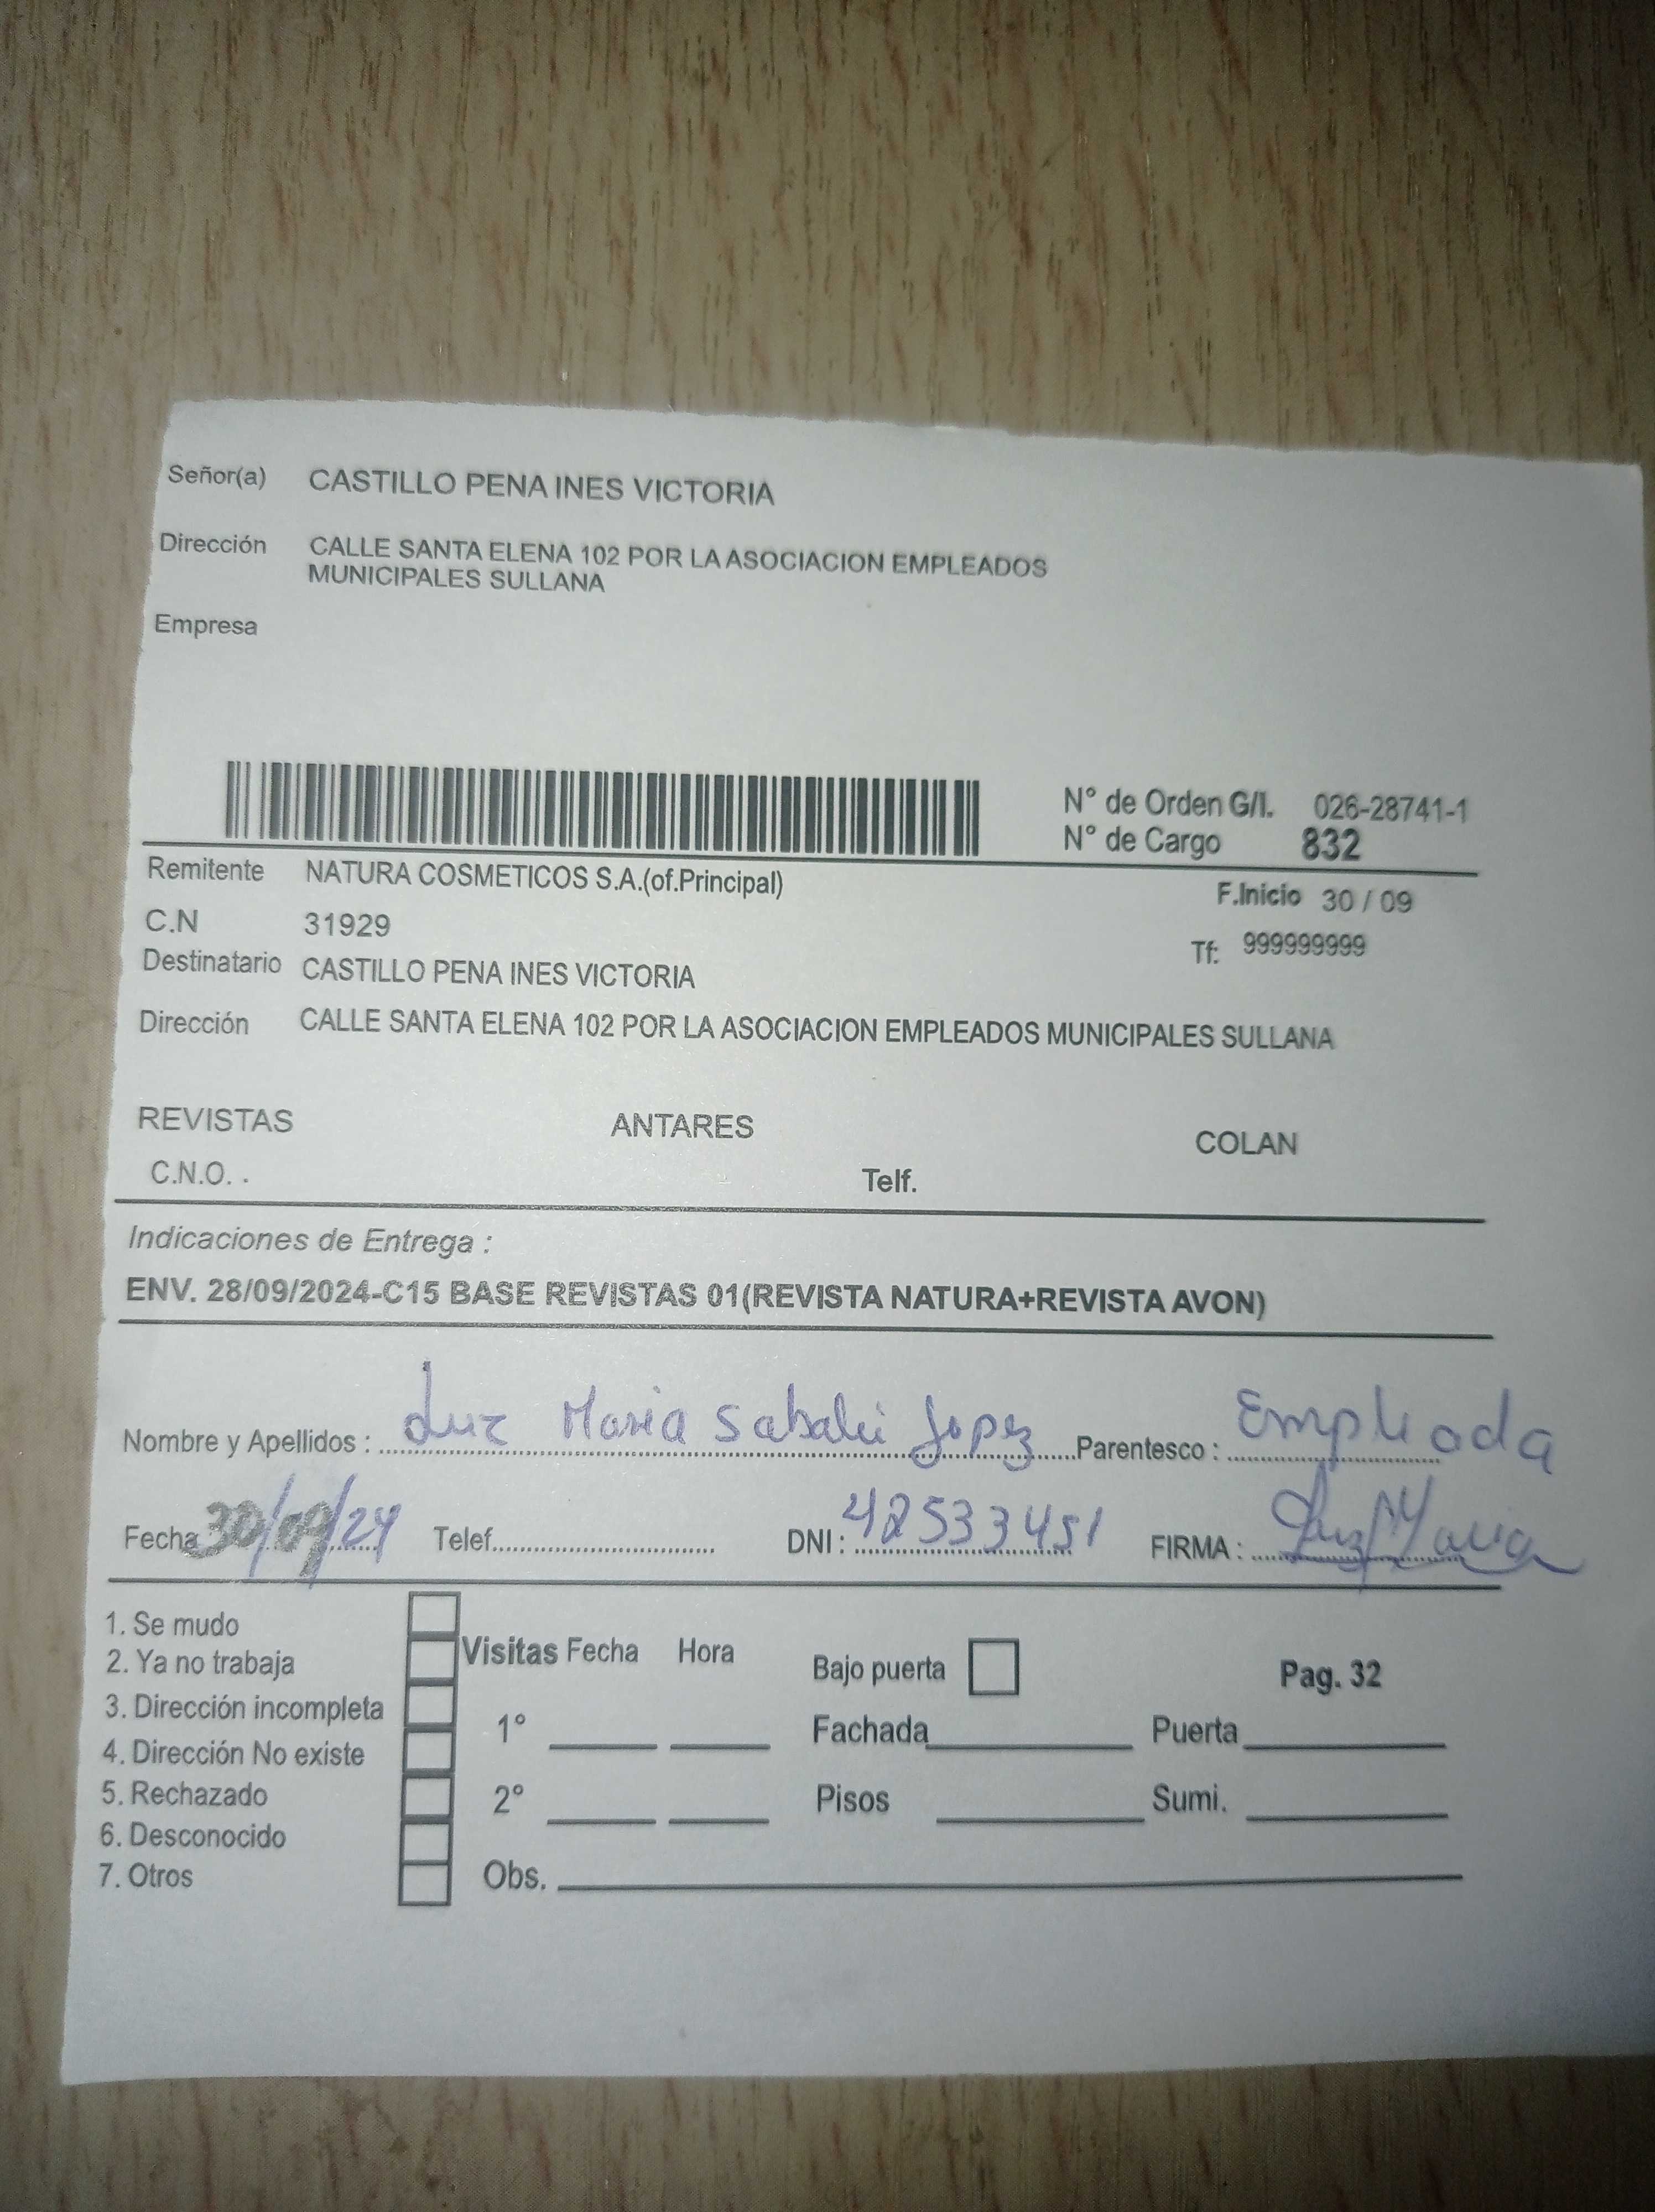 Señor(a) CASTILLO PENA INES VICTORIA
Dirección CALLE SANTA ELENA 102 POR LA ASOCIACION EMPLEADOS
MUNICIPALES SULLANA
Empresa
N° de Orden G/I. 026-28741-1
N° de Cargo 832
Remitente NATURA COSMETICOS S.A.(of.Principal)
F.Inicio 30 / 09
C.N 31929
Tf: 999999999
Destinatario CASTILLO PENA INES VICTORIA
Dirección CALLE SANTA ELENA 102 POR LA ASOCIACION EMPLEADOS MUNICIPALES SULLANA
REVISTAS ANTARES COLAN
C.N.O. . Telf.
Indicaciones de Entrega :
ENV. 28/09/2024-C15 BASE REVISTAS 01(REVISTA NATURA+REVISTA AVON)
Nombre y Apellidos : Luz Maria Lopez Parentesco : Empleada
Fecha 30/09/24 Telef. DNI : 42533451 FIRMA : Luz Maria
1. Se mudo
2. Ya no trabaja
3. Dirección incompleta
4. Dirección No existe
5. Rechazado
6. Desconocido
7. Otros
Visitas Fecha Hora
1°
2°
Obs.
Bajo puerta Pag. 32
Fachada Puerta
Pisos Sumi.